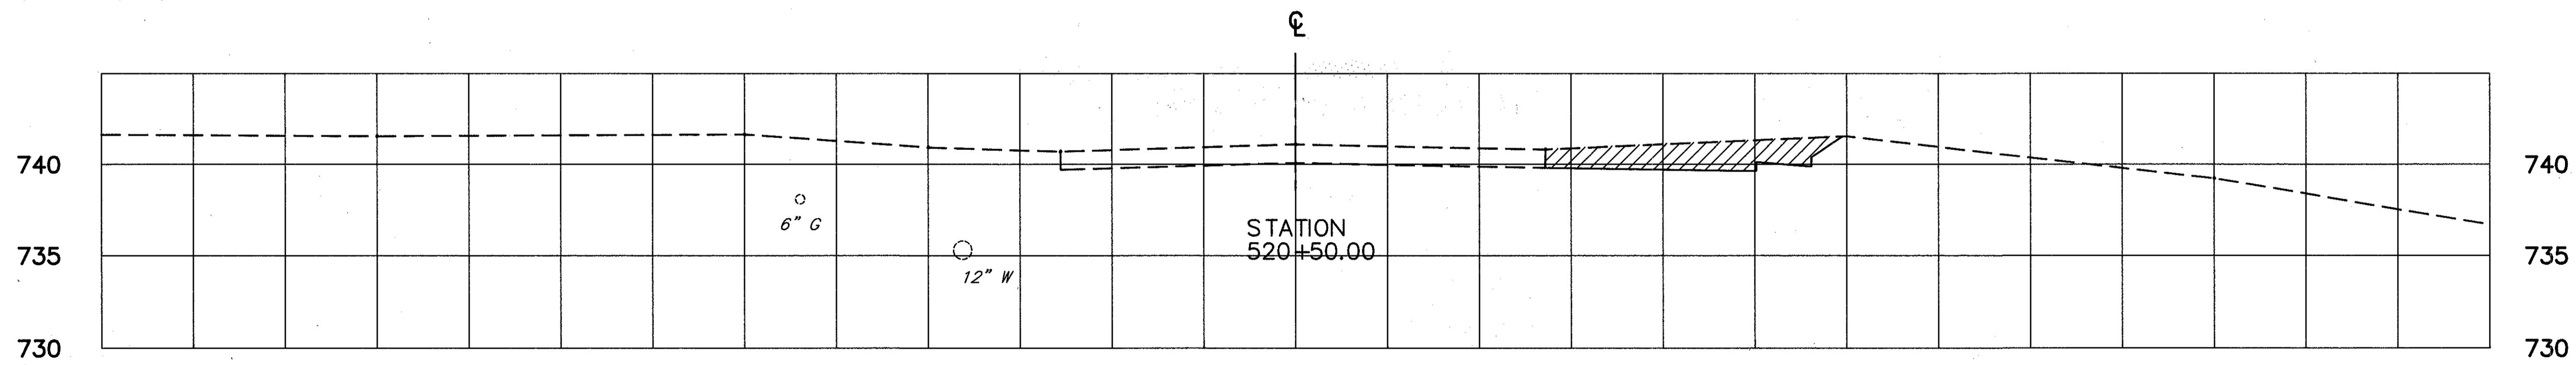 ℄
740 740
6" G
STATION
735 520+50.00 735
12" W
730 730